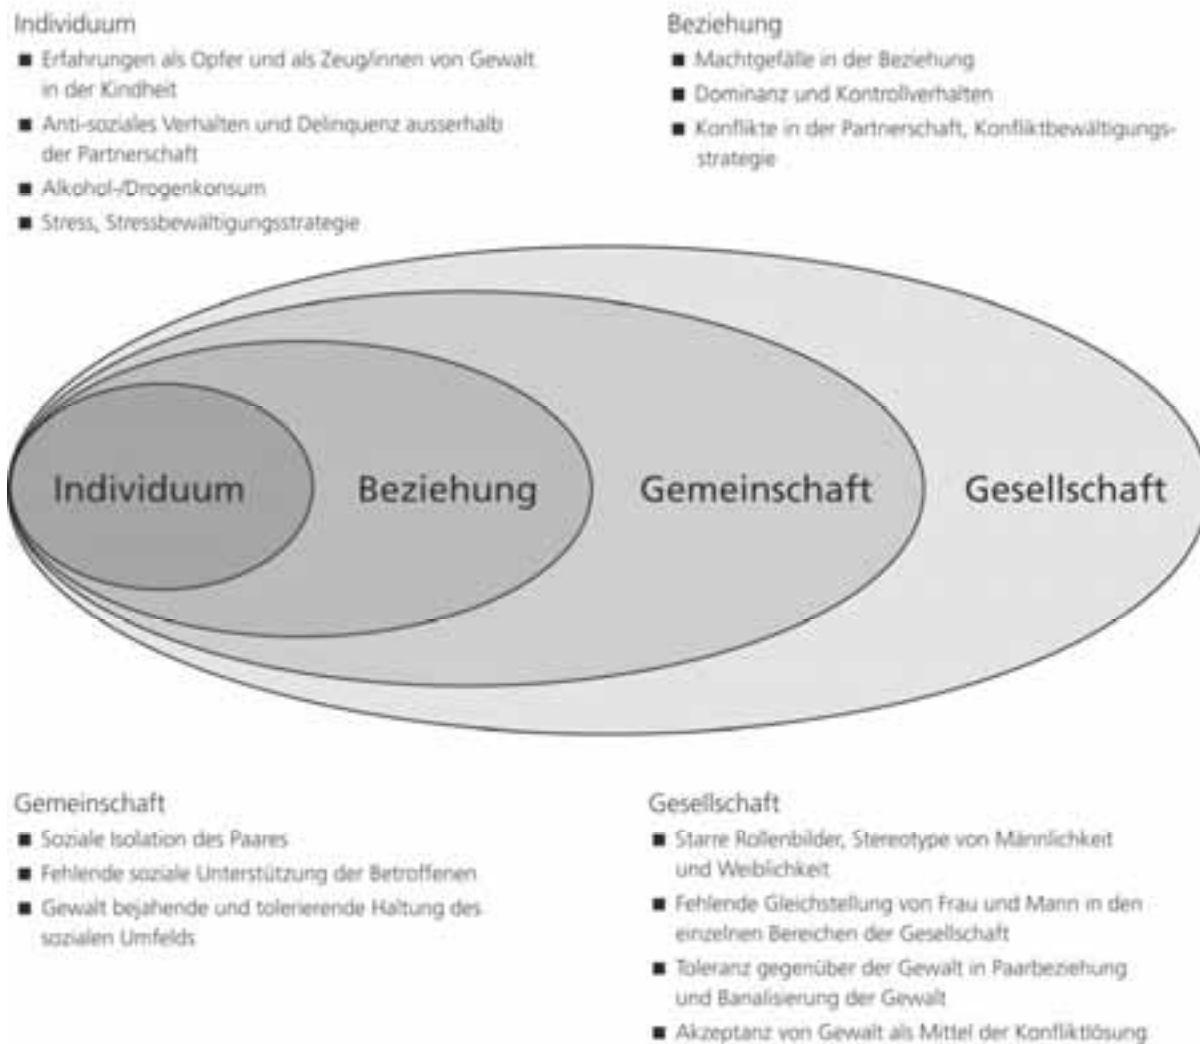 Individuum
■ Erfahrungen als Opfer und als Zeug/innen von Gewalt
in der Kindheit
■ Anti-soziales Verhalten und Delinquenz ausserhalb
der Partnerschaft
■ Alkohol-/Drogenkonsum
■ Stress, Stressbewältigungsstrategie
Beziehung
■ Machtgefälle in der Beziehung
■ Dominanz und Kontrollverhalten
■ Konflikte in der Partnerschaft, Konfliktbewältigungs-
strategie
Individuum
Beziehung
Gemeinschaft
Gesellschaft
Gemeinschaft
■ Soziale Isolation des Paares
■ Fehlende soziale Unterstützung der Betroffenen
■ Gewalt bejahende und tolerierende Haltung des
sozialen Umfelds
Gesellschaft
■ Starre Rollenbilder, Stereotype von Männlichkeit
und Weiblichkeit
■ Fehlende Gleichstellung von Frau und Mann in den
einzelnen Bereichen der Gesellschaft
■ Toleranz gegenüber der Gewalt in Paarbeziehung
und Banalisierung der Gewalt
■ Akzeptanz von Gewalt als Mittel der Konfliktlösung